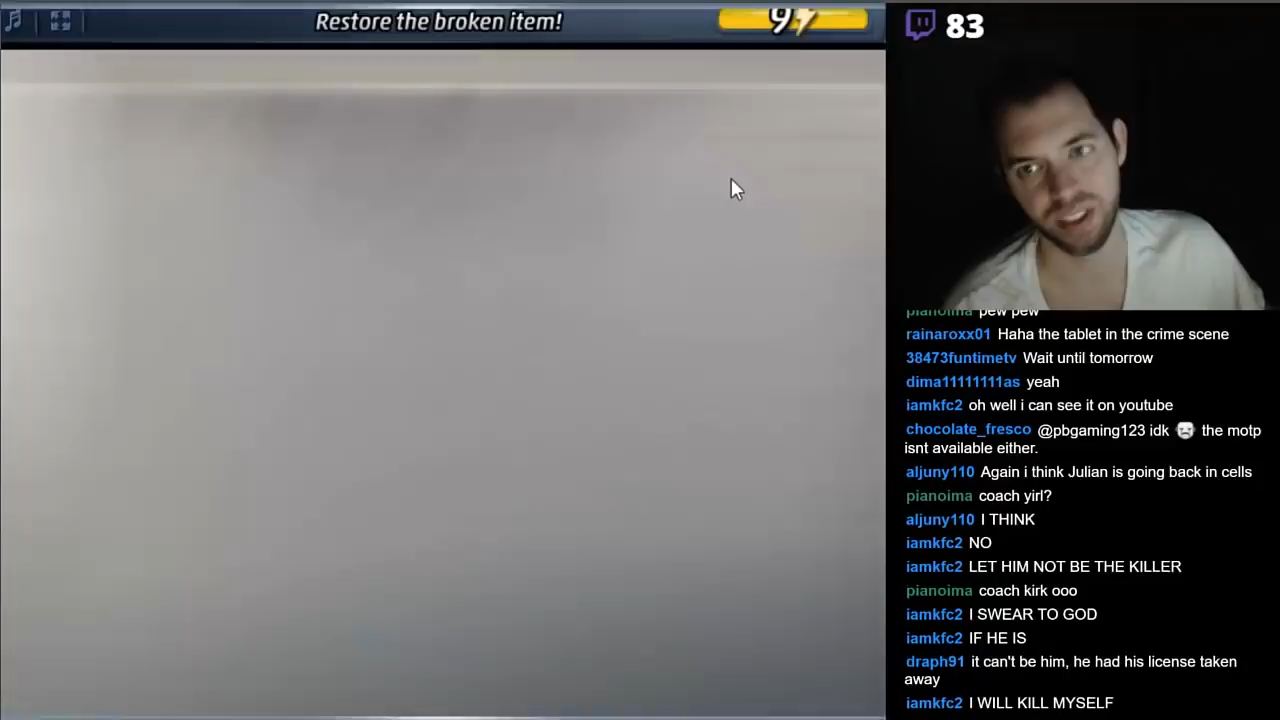 Restore the broken item!
9
83
pianoima pew pew
rainaroxx01 Haha the tablet in the crime scene
38473funtimetv Wait until tomorrow
dima11111111as yeah
iamkfc2 oh well i can see it on youtube
chocolate_fresco @pbgaming123 idk the motp
isnt available either.
aljuny110 Again i think Julian is going back in cells
pianoima coach yirl?
aljuny110 I THINK
iamkfc2 NO
iamkfc2 LET HIM NOT BE THE KILLER
pianoima coach kirk ooo
iamkfc2 I SWEAR TO GOD
iamkfc2 IF HE IS
draph91 it can't be him, he had his license taken
away
iamkfc2 I WILL KILL MYSELF